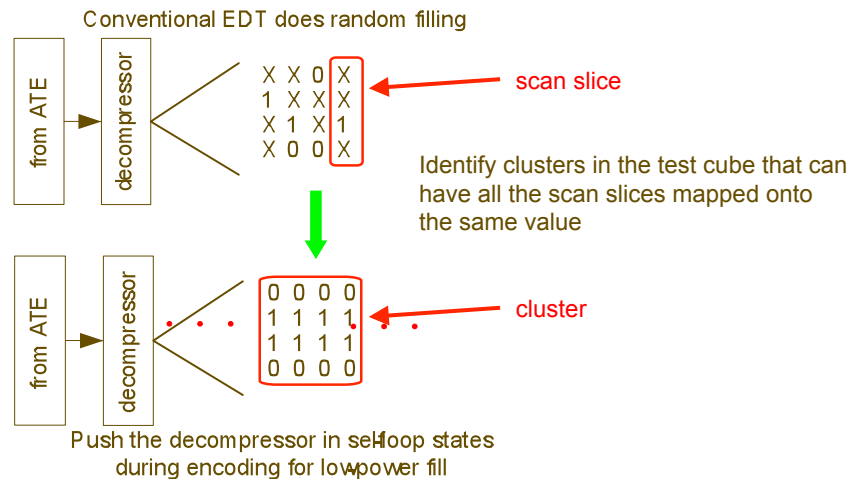 Conventional EDT does random filling
from ATE
decompressor
X X 0 X
1 X X X
X 1 X 1
X 0 0 X
scan slice
Identify clusters in the test cube that can
have all the scan slices mapped onto
the same value
from ATE
decompressor
0 0 0 0
1 1 1 1
1 1 1 1
0 0 0 0
cluster
Push the decompressor in self-loop states
during encoding for low-power fill